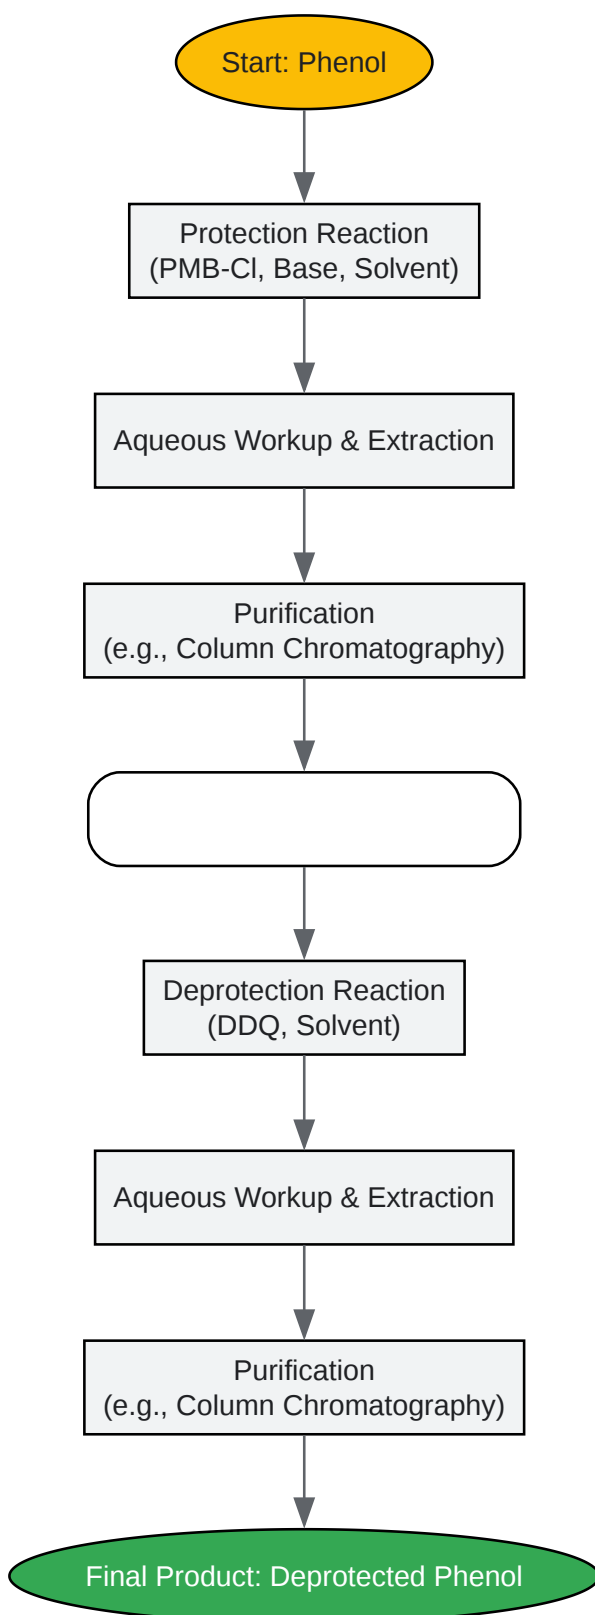 Start: Phenol
Protection Reaction
(PMB-Cl, Base, Solvent)
Aqueous Workup & Extraction
Purification
(e.g., Column Chromatography)
Deprotection Reaction
(DDQ, Solvent)
Aqueous Workup & Extraction
Purification
(e.g., Column Chromatography)
Final Product: Deprotected Phenol